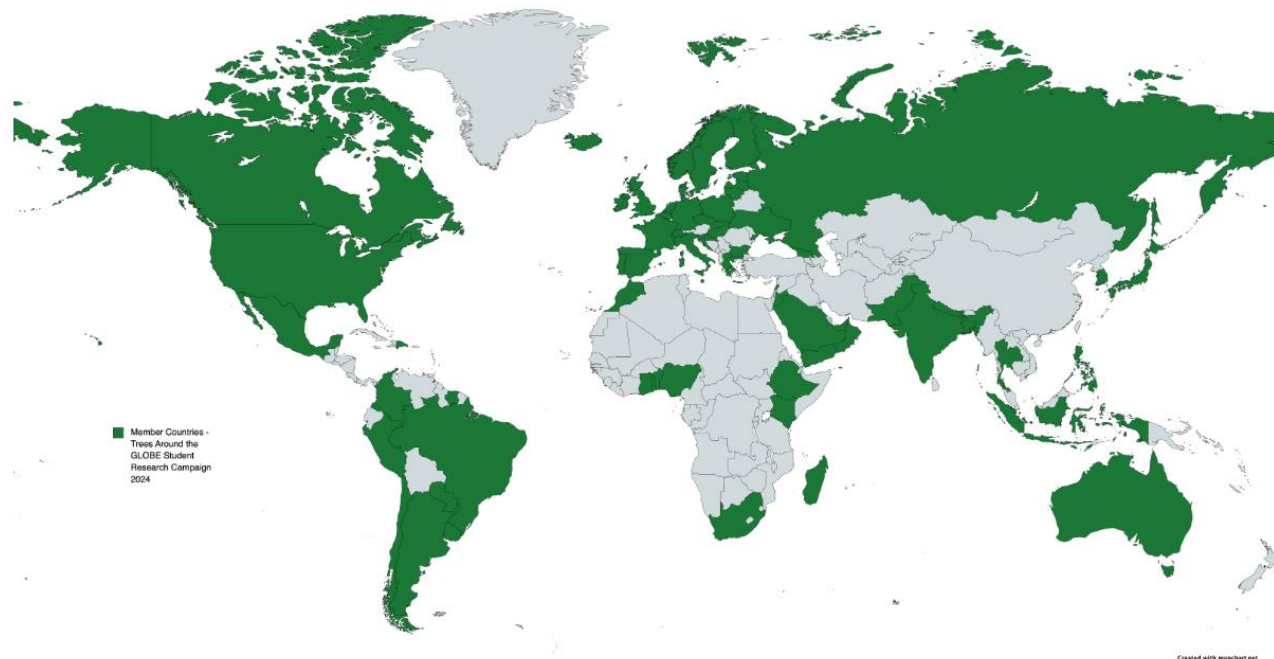 Member Countries -
Trees Around the
GLOBE Student
Research Campaign
2024
Created with mapchart.net